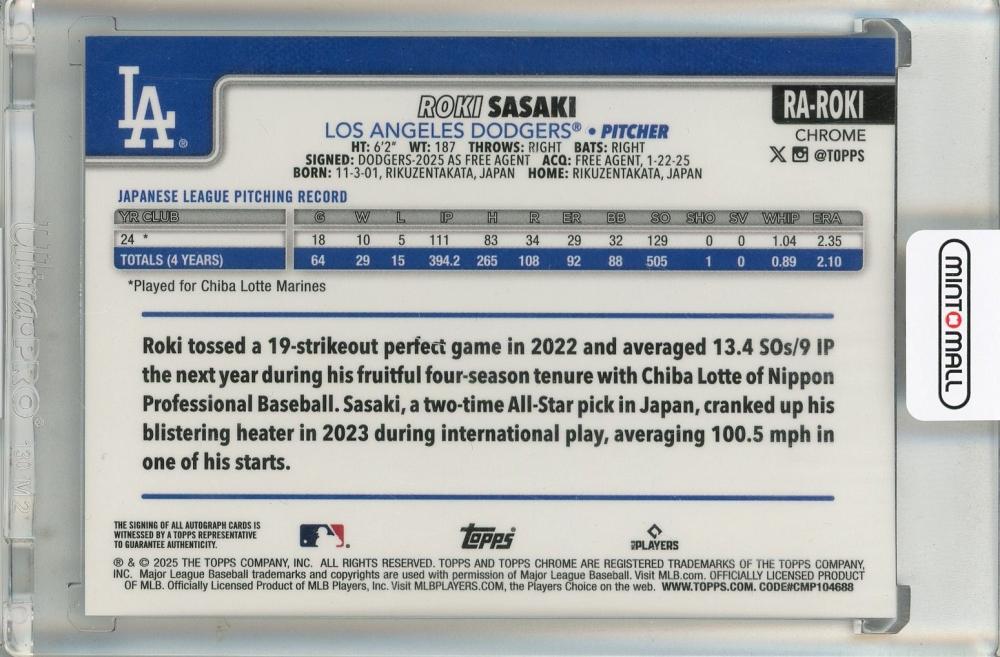 LA®
RA-ROKI
ROKI SASAKI
CHROME
LOS ANGELES DODGERS® • PITCHER
X @TOPPS
HT: 6'2" WT: 187 THROWS: RIGHT BATS: RIGHT
SIGNED: DODGERS-2025 AS FREE AGENT ACQ: FREE AGENT, 1-22-25
BORN: 11-3-01, RIKUZENTAKATA, JAPAN HOME: RIKUZENTAKATA, JAPAN
JAPANESE LEAGUE PITCHING RECORD
YR CLUB G W L IP H R ER BB SO SHO SV WHIP ERA
24 * 18 10 5 111 83 34 29 32 129 0 0 1.04 2.35
TOTALS (4 YEARS) 64 29 15 394.2 265 108 92 88 505 1 0 0.89 2.10
*Played for Chiba Lotte Marines
Roki tossed a 19-strikeout perfect game in 2022 and averaged 13.4 SOs/9 IP
the next year during his fruitful four-season tenure with Chiba Lotte of Nippon
Professional Baseball. Sasaki, a two-time All-Star pick in Japan, cranked up his
blistering heater in 2023 during international play, averaging 100.5 mph in
one of his starts.
THE SIGNING OF ALL AUTOGRAPH CARDS IS
WITNESSED BY A TOPPS REPRESENTATIVE
TO GUARANTEE AUTHENTICITY.
Topps
PLAYERS
® & © 2025 THE TOPPS COMPANY, INC. ALL RIGHTS RESERVED. TOPPS AND TOPPS CHROME ARE REGISTERED TRADEMARKS OF THE TOPPS COMPANY,
INC. Major League Baseball trademarks and copyrights are used with permission of Major League Baseball. Visit MLB.com. OFFICIALLY LICENSED PRODUCT
OF MLB. Officially Licensed Product of MLB Players, Inc. Visit MLBPLAYERS.COM, the Players Choice on the web. WWW.TOPPS.COM. CODE#CMP104688
MINTOMALL
UltraPRO®